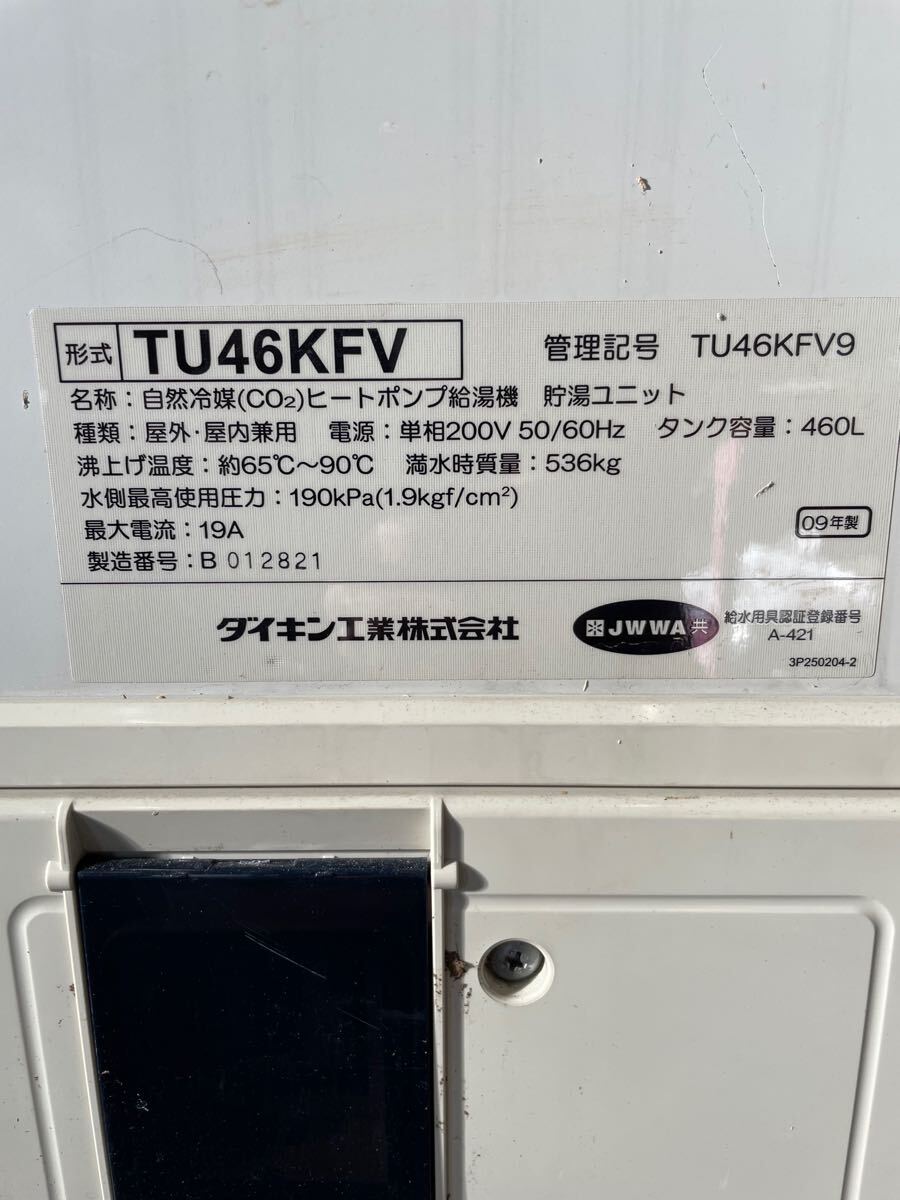 形式 TU46KFV 管理記号 TU46KFV9
名称：自然冷媒(CO₂)ヒートポンプ給湯機 貯湯ユニット
種類：屋外・屋内兼用 電源：単相200V 50/60Hz タンク容量：460L
沸上げ温度：約65℃～90℃ 満水時質量：536kg
水側最高使用圧力：190kPa(1.9kgf/cm²)
最大電流：19A
09年製
製造番号：B 012821
ダイキン工業株式会社
JWWA 共
給水用具認証登録番号
A-421
3P250204-2